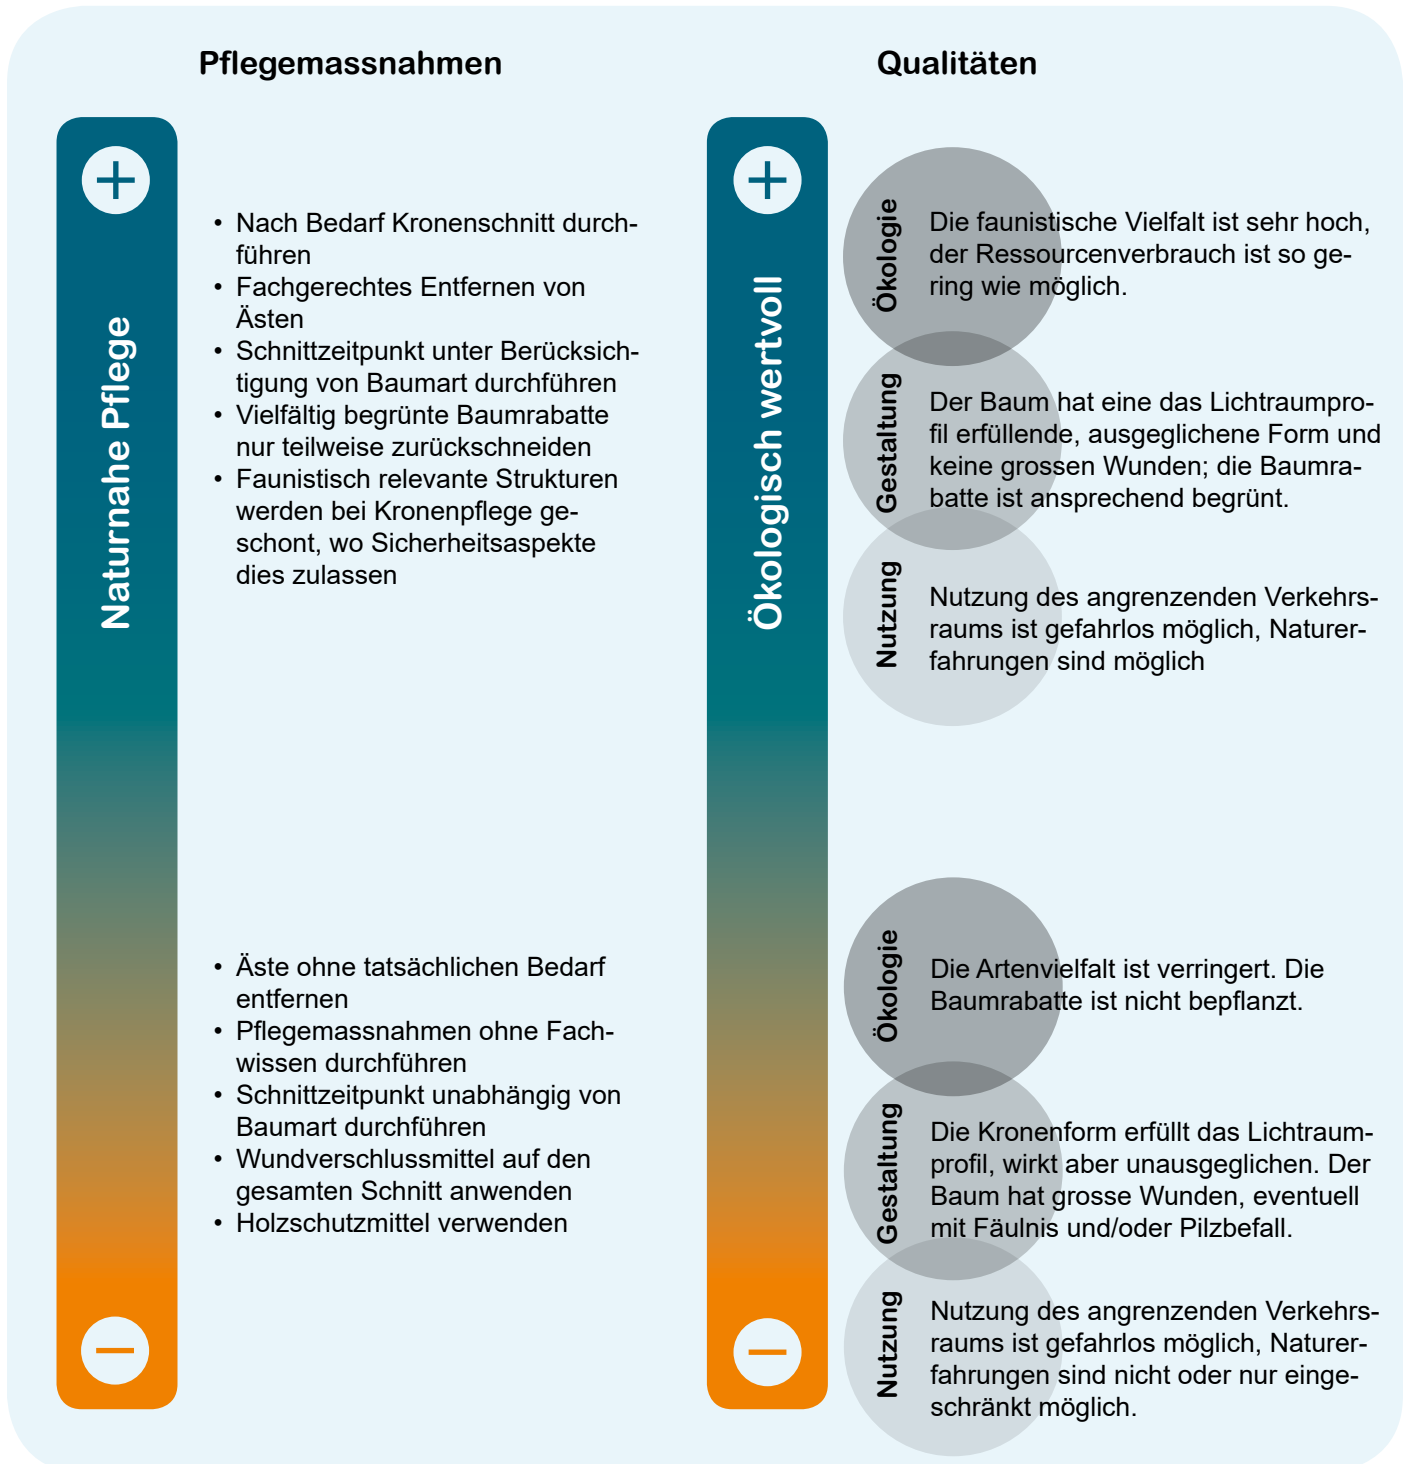 Pflegemassnahmen
Naturnahe Pflege
• Nach Bedarf Kronenschnitt durch-
führen
• Fachgerechtes Entfernen von
Ästen
• Schnittzeitpunkt unter Berücksich-
tigung von Baumart durchführen
• Vielfältig begrünte Baumrabatte
nur teilweise zurückschneiden
• Faunistisch relevante Strukturen
werden bei Kronenpflege ge-
schont, wo Sicherheitsaspekte
dies zulassen
• Äste ohne tatsächlichen Bedarf
entfernen
• Pflegemassnahmen ohne Fach-
wissen durchführen
• Schnittzeitpunkt unabhängig von
Baumart durchführen
• Wundverschlussmittel auf den
gesamten Schnitt anwenden
• Holzschutzmittel verwenden
Qualitäten
Ökologisch wertvoll
Ökologie
Die faunistische Vielfalt ist sehr hoch,
der Ressourcenverbrauch ist so ge-
ring wie möglich.
Gestaltung
Der Baum hat eine das Lichtraumpro-
fil erfüllende, ausgeglichene Form und
keine grossen Wunden; die Baumra-
batte ist ansprechend begrünt.
Nutzung
Nutzung des angrenzenden Verkehrs-
raums ist gefahrlos möglich, Naturer-
fahrungen sind möglich
Ökologie
Die Artenvielfalt ist verringert. Die
Baumrabatte ist nicht bepflanzt.
Gestaltung
Die Kronenform erfüllt das Lichtraum-
profil, wirkt aber unausgeglichen. Der
Baum hat grosse Wunden, eventuell
mit Fäulnis und/oder Pilzbefall.
Nutzung
Nutzung des angrenzenden Verkehrs-
raums ist gefahrlos möglich, Naturer-
fahrungen sind nicht oder nur einge-
schränkt möglich.